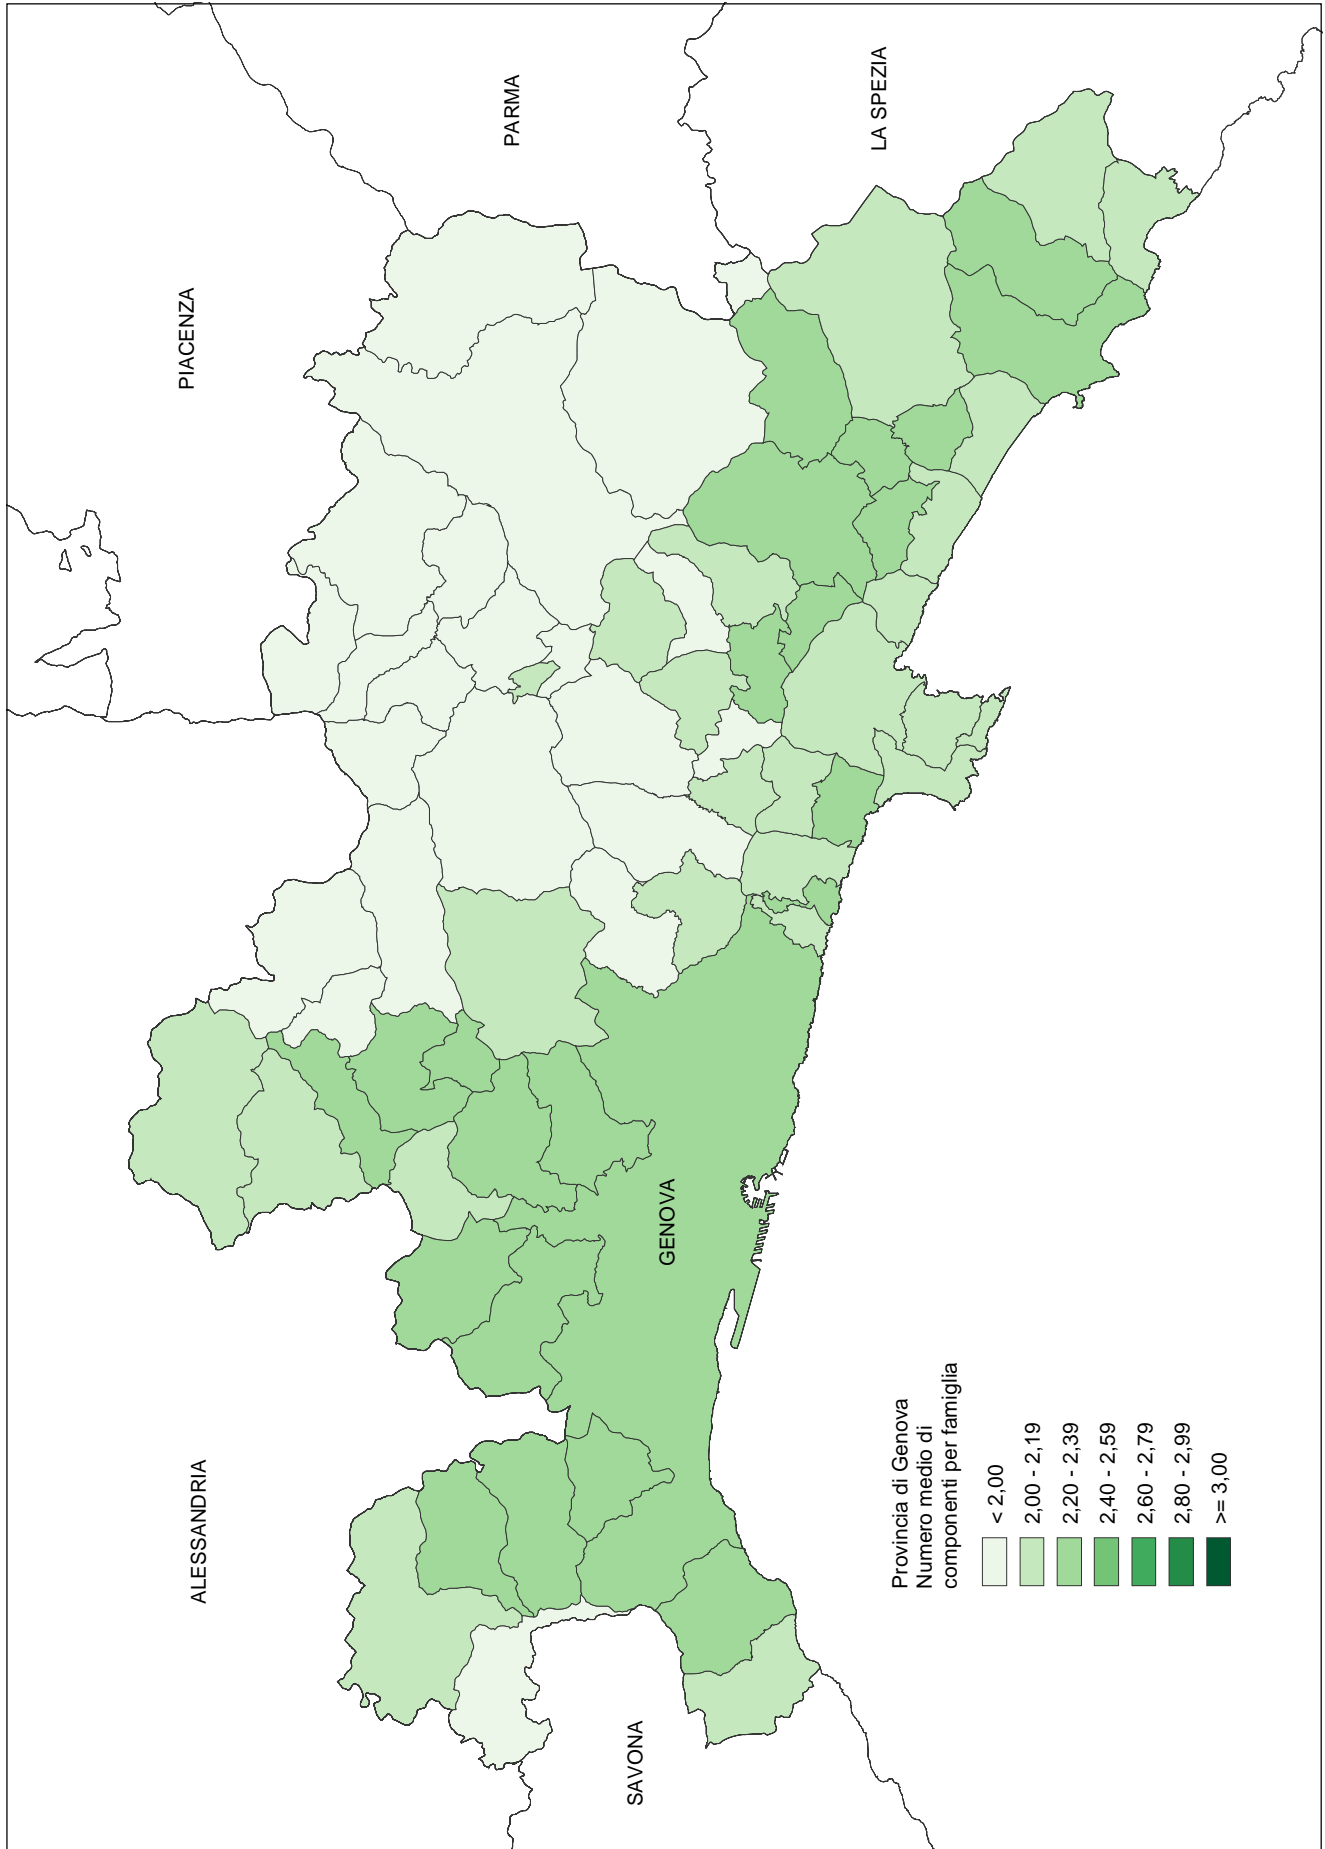 ALESSANDRIA
PIACENZA
PARMA
SAVONA
GENOVA
LA SPEZIA
Provincia di Genova
Numero medio di
componenti per famiglia
< 2,00
2,00 - 2,19
2,20 - 2,39
2,40 - 2,59
2,60 - 2,79
2,80 - 2,99
>= 3,00